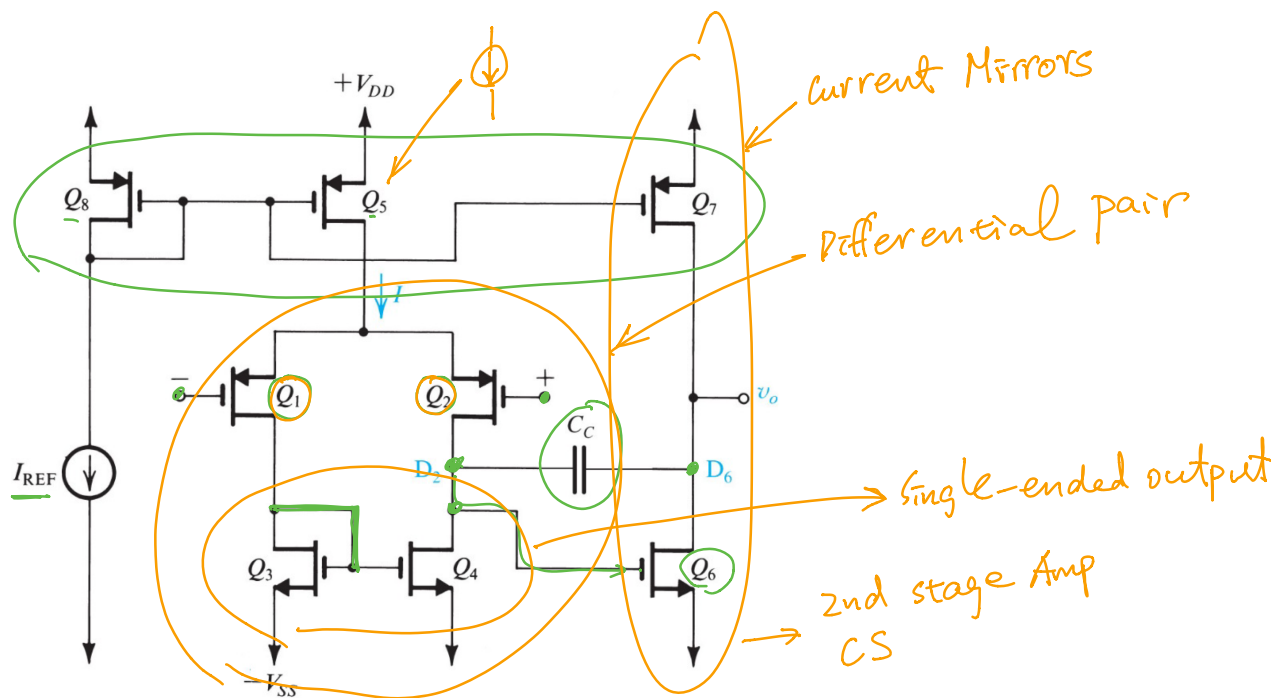 Current Mirrors
+V_DD
Q_8
Q_5
Q_7
Differential pair
I
−
Q_1
Q_2
+
C_C
v_o
I_REF
D_2
D_6
Single-ended output
Q_3
Q_4
Q_6
2nd stage Amp
CS
−V_SS